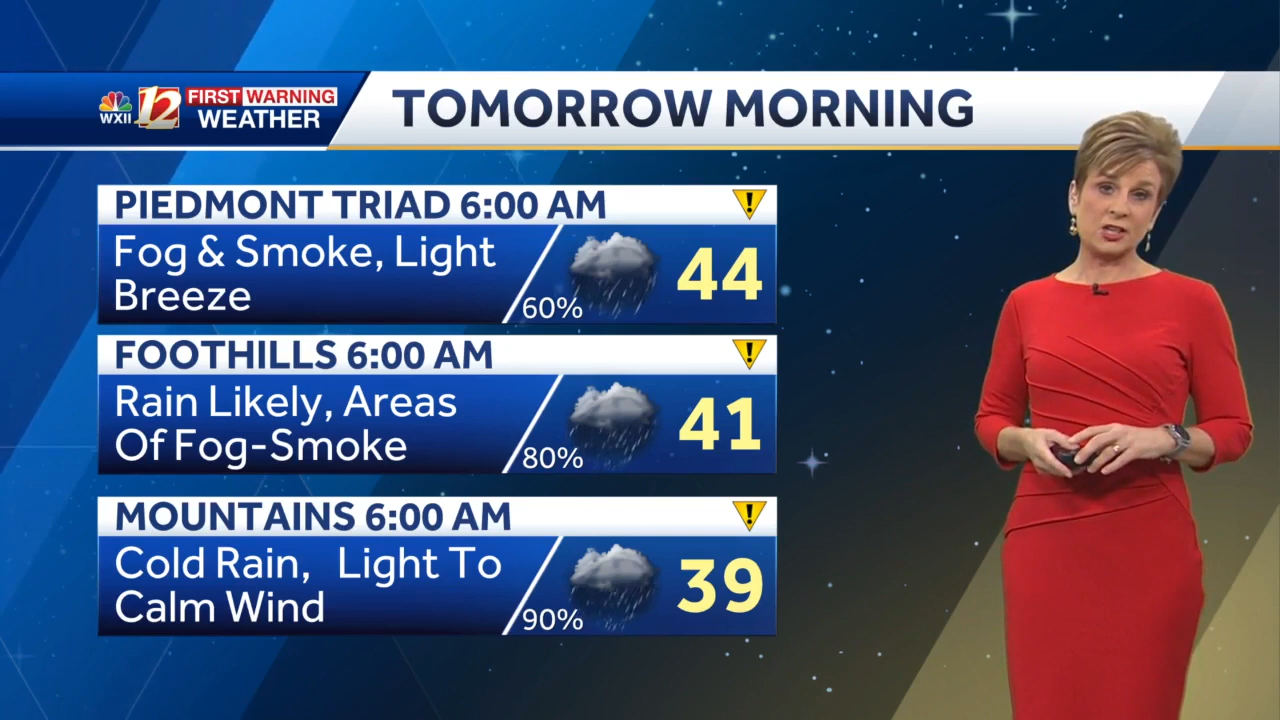 WXII 12 FIRST WARNING
WEATHER
TOMORROW MORNING
PIEDMONT TRIAD 6:00 AM
Fog & Smoke, Light
Breeze
60%
44
FOOTHILLS 6:00 AM
Rain Likely, Areas
Of Fog-Smoke
80%
41
MOUNTAINS 6:00 AM
Cold Rain, Light To
Calm Wind
90%
39